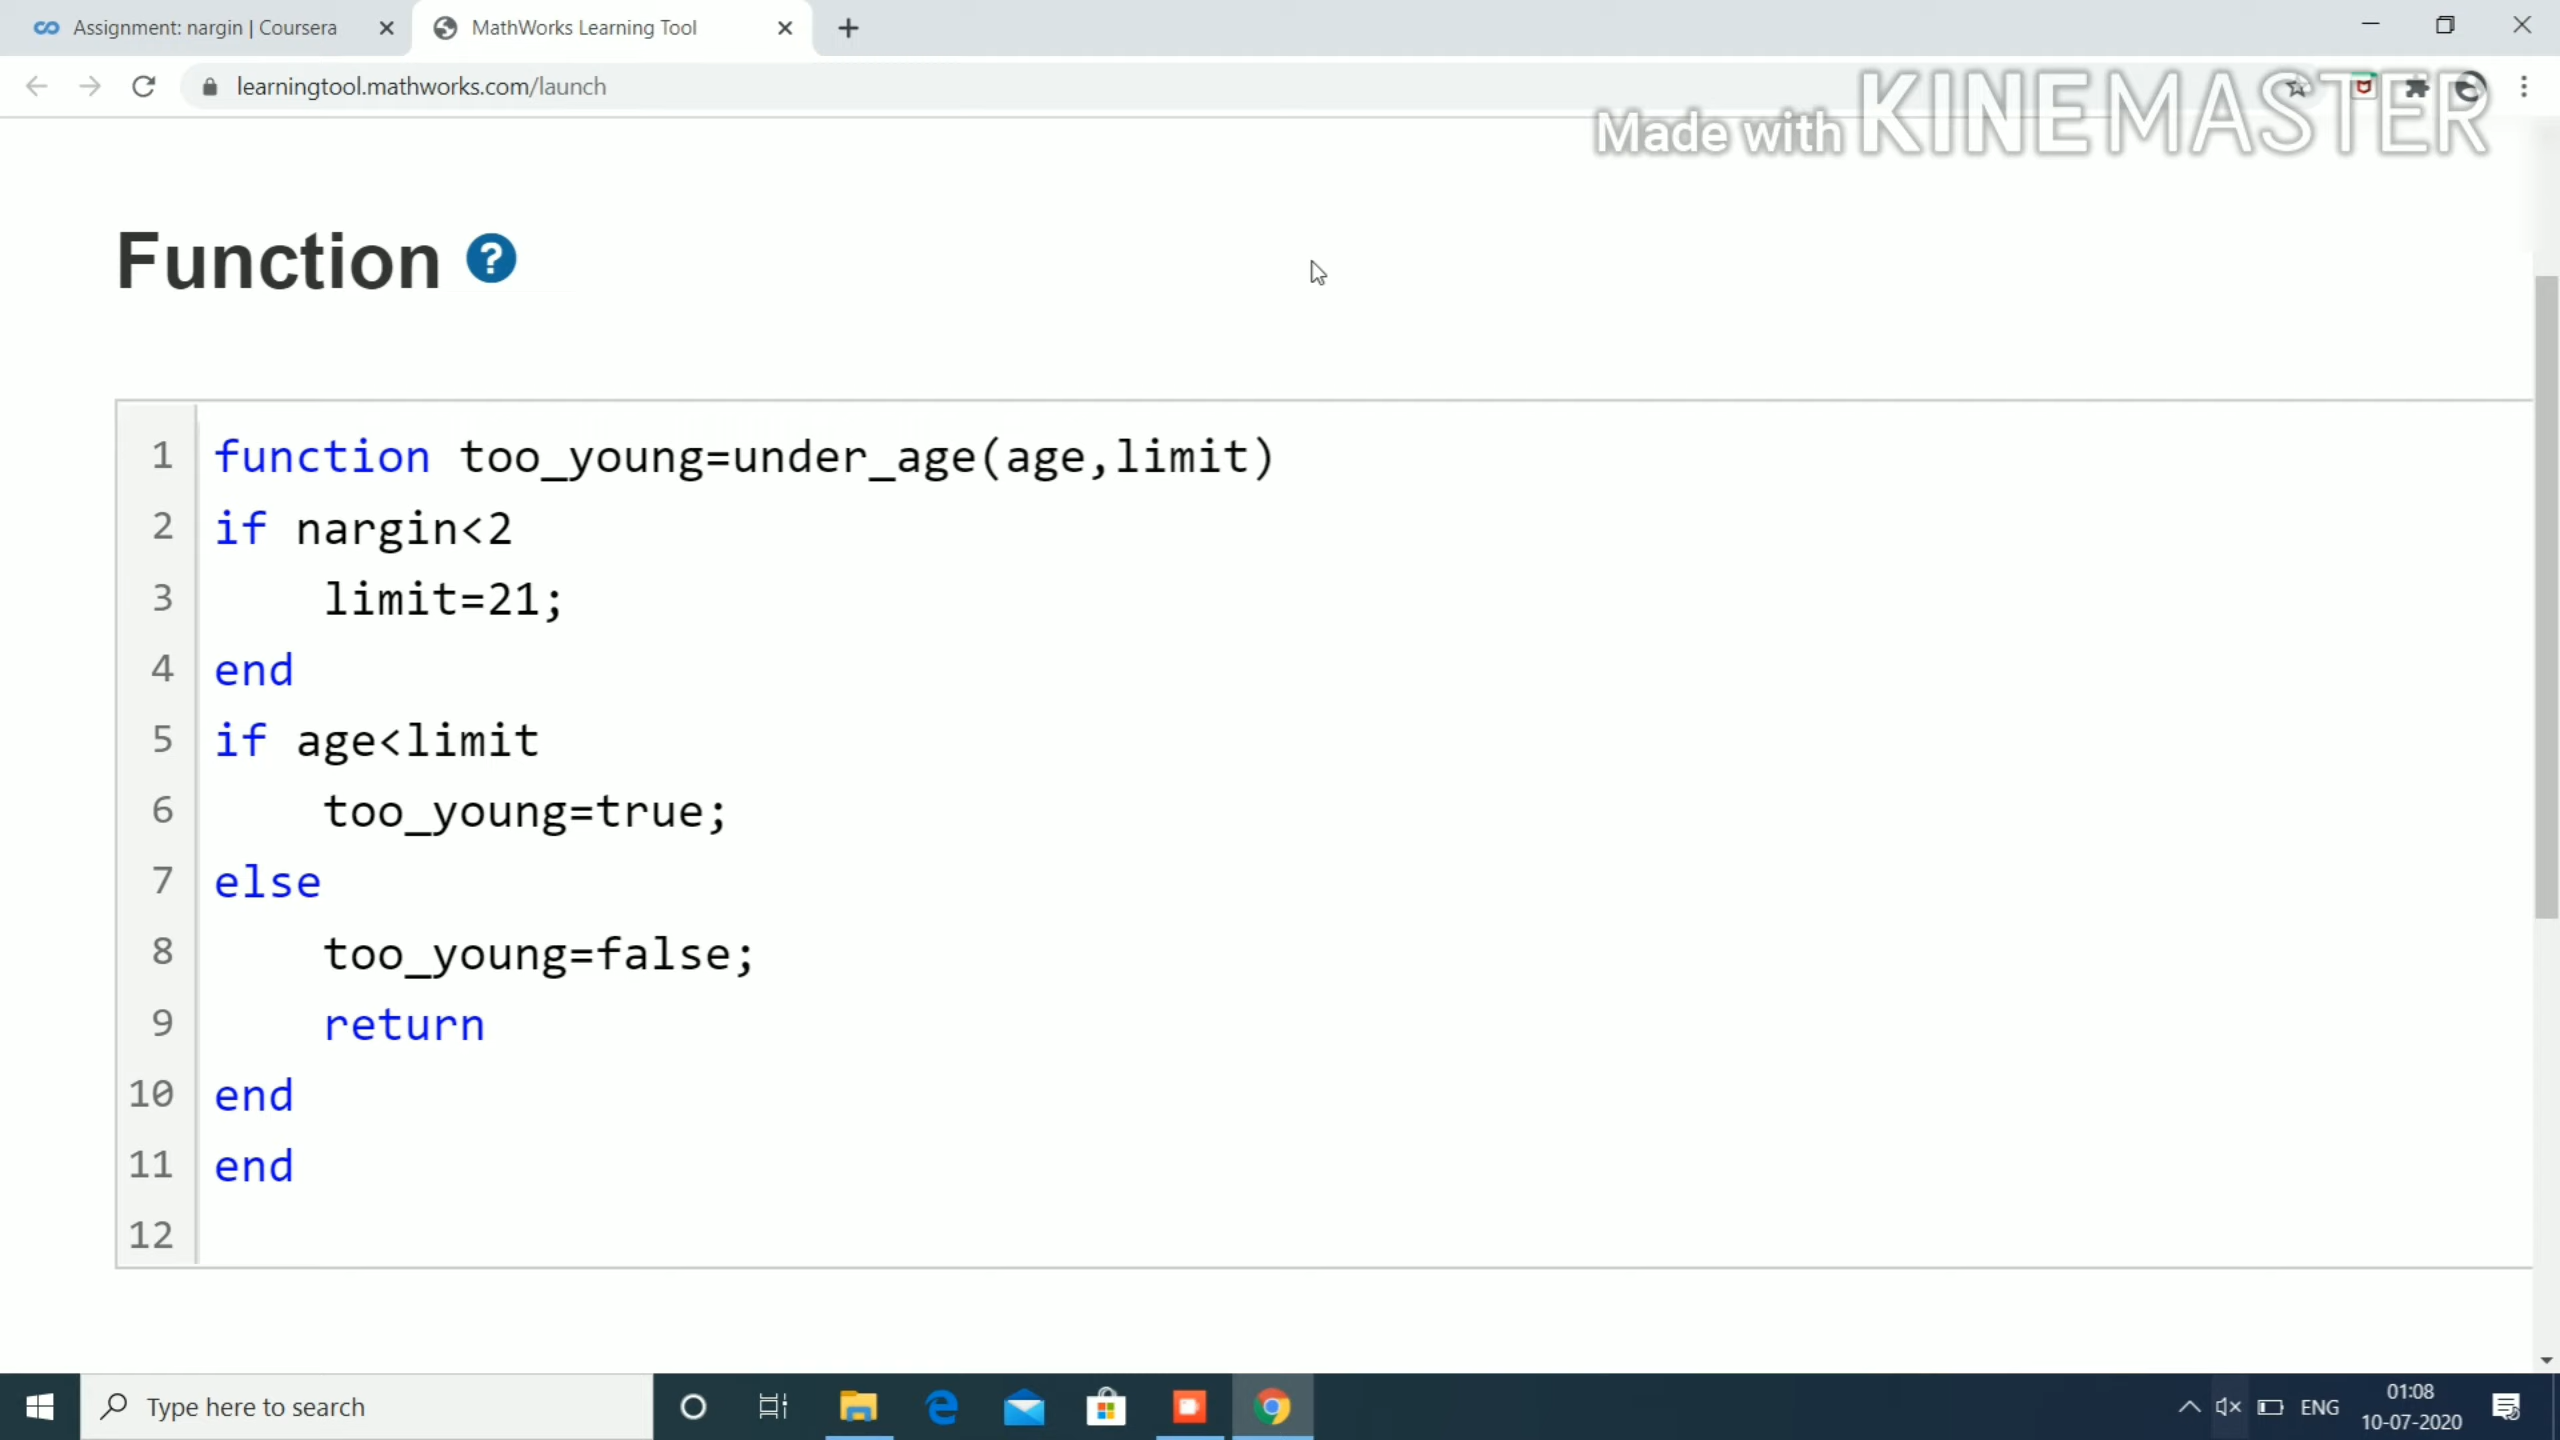 Assignment: nargin | Coursera
MathWorks Learning Tool
learningtool.mathworks.com/launch
Made with KINEMASTER
Function ?
1 function too_young=under_age(age,limit)
2 if nargin<2
3 limit=21;
4 end
5 if age<limit
6 too_young=true;
7 else
8 too_young=false;
9 return
10 end
11 end
12
Type here to search
ENG
01:08
10-07-2020